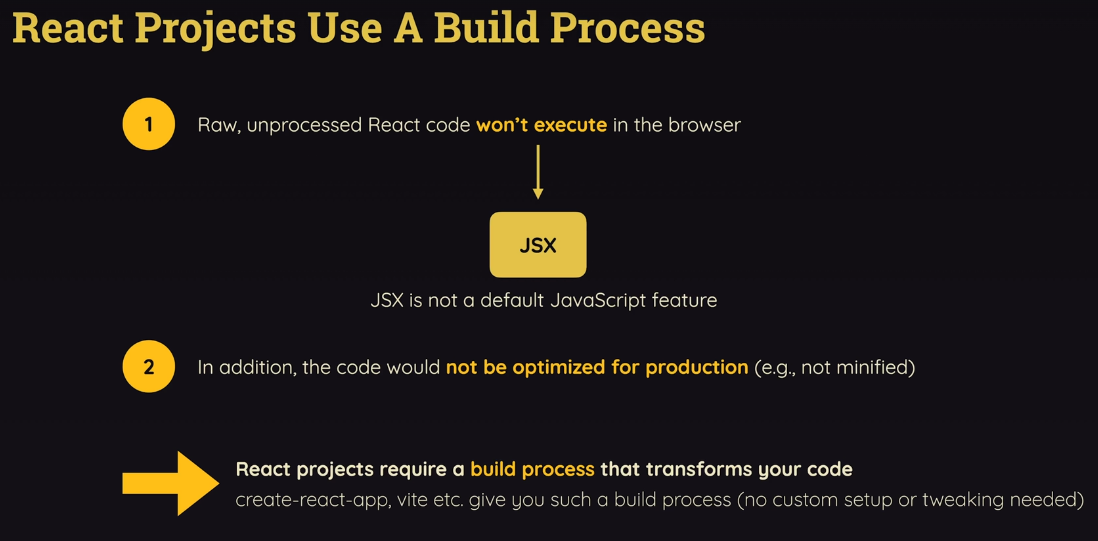 React Projects Use A Build Process
1
Raw, unprocessed React code won't execute in the browser
JSX
JSX is not a default JavaScript feature
2
In addition, the code would not be optimized for production (e.g., not minified)
React projects require a build process that transforms your code
create-react-app, vite etc. give you such a build process (no custom setup or tweaking needed)